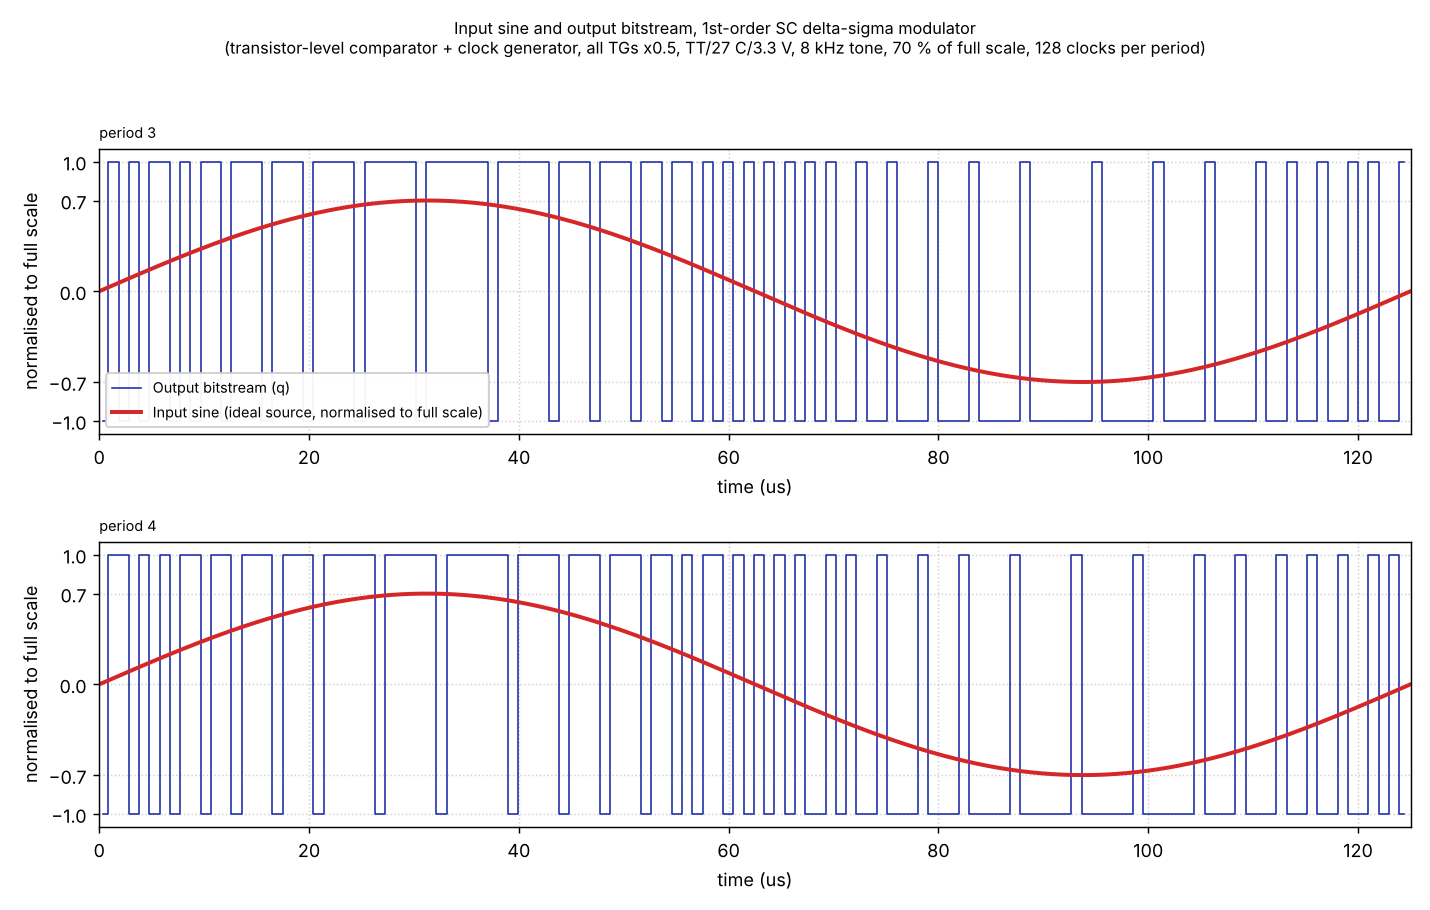 Input sine and output bitstream, 1st-order SC delta-sigma modulator
(transistor-level comparator + clock generator, all TGs x0.5, TT/27 C/3.3 V, 8 kHz tone, 70 % of full scale, 128 clocks per period)
period 3
normalised to full scale
1.0
0.7
0.0
−0.7
−1.0
Output bitstream (q)
Input sine (ideal source, normalised to full scale)
0 20 40 60 80 100 120
time (us)
period 4
normalised to full scale
1.0
0.7
0.0
−0.7
−1.0
0 20 40 60 80 100 120
time (us)